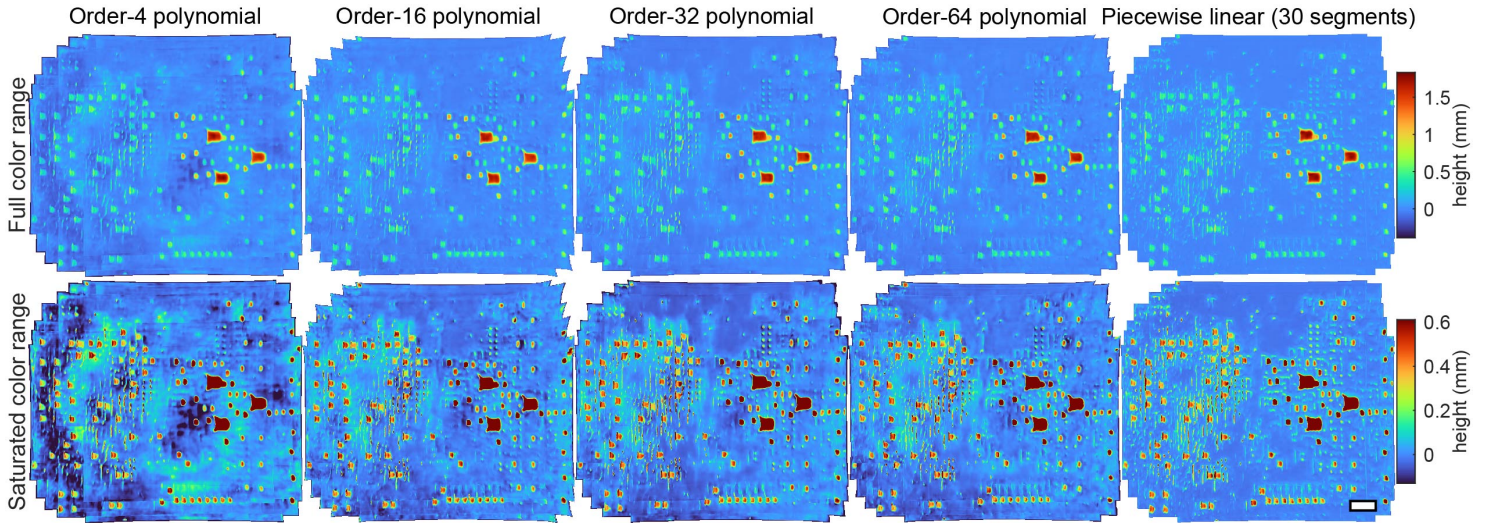 Order-4 polynomial
Order-16 polynomial
Order-32 polynomial
Order-64 polynomial
Piecewise linear (30 segments)
Full color range
1.5
1
0.5
0
height (mm)
Saturated color range
0.6
0.4
0.2
0
height (mm)